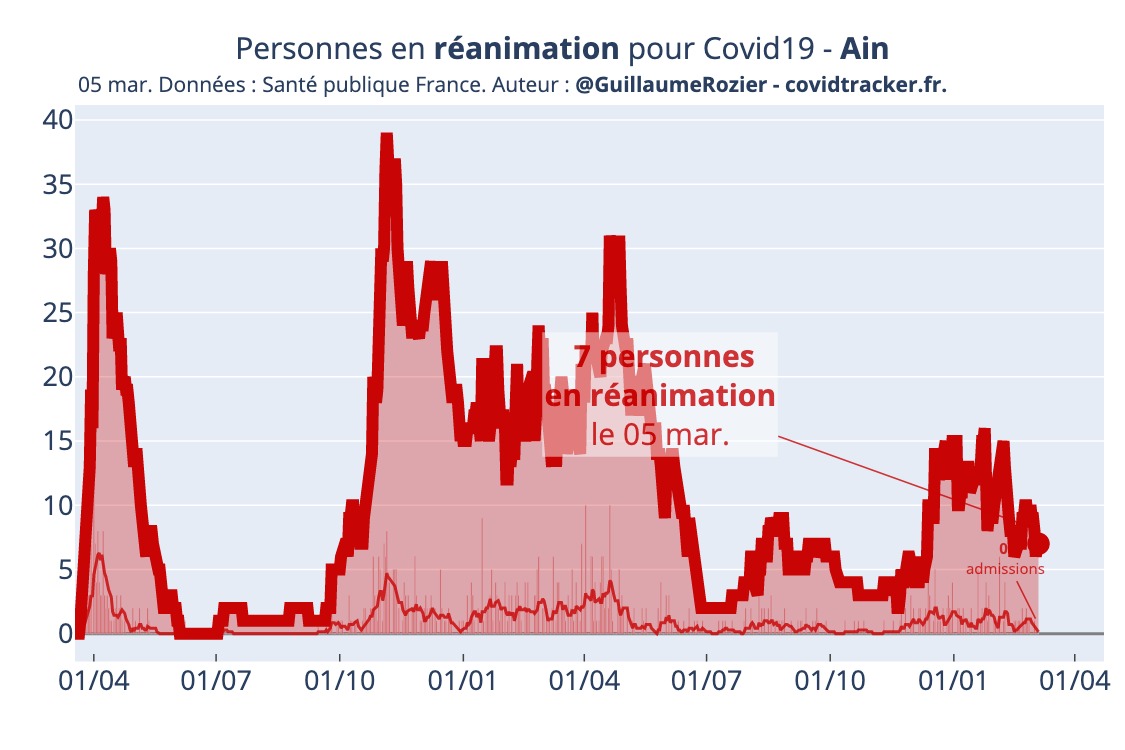 Personnes en réanimation pour Covid19 - Ain
05 mar. Données : Santé publique France. Auteur : @GuillaumeRozier - covidtracker.fr.
40
35
30
25
20
15
10
5
0
7 personnes
en réanimation
le 05 mar.
0
admissions
01/04 01/07 01/10 01/01 01/04 01/07 01/10 01/01 01/04